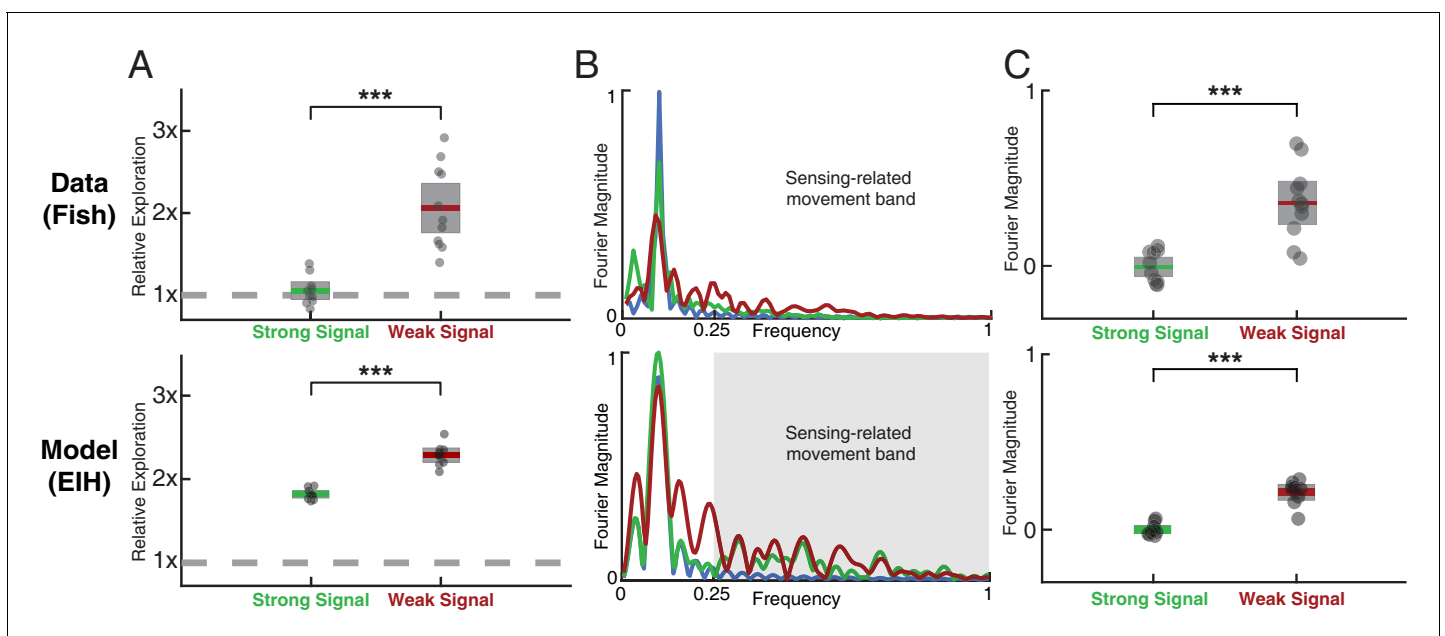 A
B
C
Data
(Fish)
Relative Exploration
3x
2x
1x
***
Strong Signal
Weak Signal
Fourier Magnitude
1
0
Sensing-related
movement band
0
0.25
Frequency
1
Fourier Magnitude
1
0
***
Strong Signal
Weak Signal
Model
(EIH)
Relative Exploration
3x
2x
1x
***
Strong Signal
Weak Signal
Fourier Magnitude
1
0
Sensing-related
movement band
0
0.25
Frequency
1
Fourier Magnitude
1
0
***
Strong Signal
Weak Signal